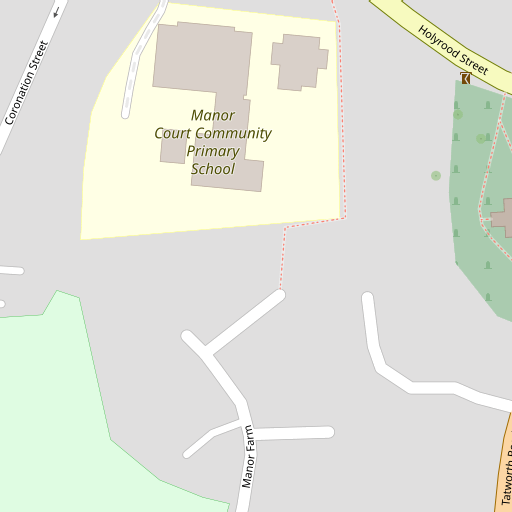 Holyrood Street
Coronation Street
Manor
Court Community
Primary
School
Manor Farm
Tatworth